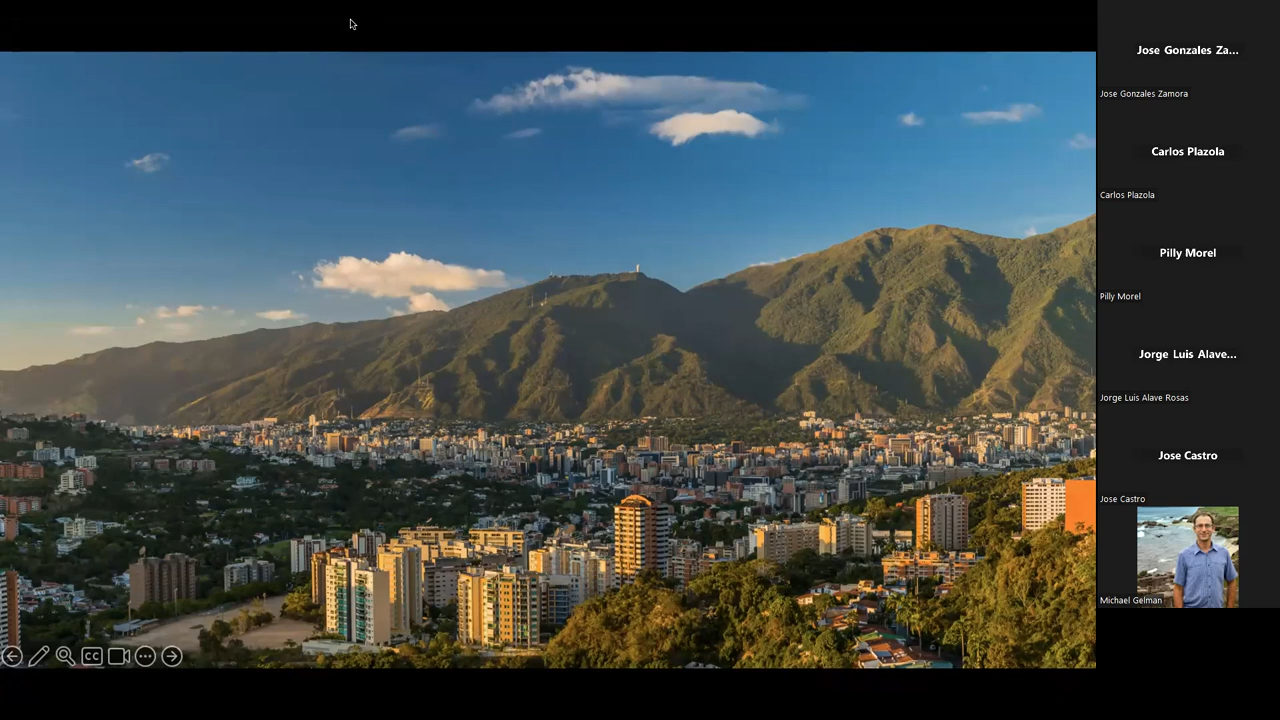 Jose Gonzales Za...
Jose Gonzales Zamora
Carlos Plazola
Carlos Plazola
Pilly Morel
Pilly Morel
Jorge Luis Alave...
Jorge Luis Alave Rosas
Jose Castro
Jose Castro
Michael Gelman
CC